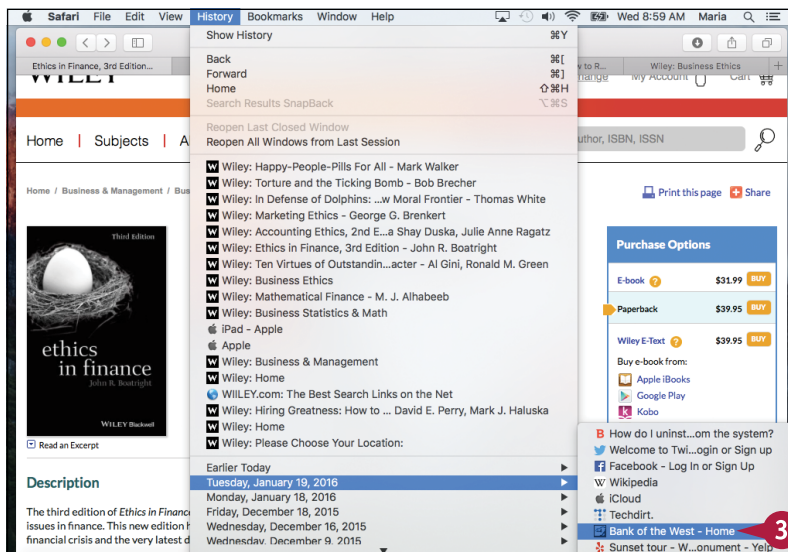 Safari File Edit View History Bookmarks Window Help Wed 8:59 AM Maria
Ethics in Finance, 3rd Edition...
to R...
Wiley: Business Ethics
WILEY
My Account
Cart
Home | Subjects |
uthor, ISBN, ISSN
Home / Business & Management / Bus
Print this page Share
Show History ⌘Y
Back ⌘[
Forward ⌘]
Home ⇧⌘H
Search Results SnapBack ⌥⌘S
Reopen Last Closed Window
Reopen All Windows from Last Session
W Wiley: Happy-People-Pills For All - Mark Walker
W Wiley: Torture and the Ticking Bomb - Bob Brecher
W Wiley: In Defense of Dolphins: ...w Moral Frontier - Thomas White
W Wiley: Marketing Ethics - George G. Brenkert
W Wiley: Accounting Ethics, 2nd E...a Shay Duska, Julie Anne Ragatz
W Wiley: Ethics in Finance, 3rd Edition - John R. Boatright
W Wiley: Ten Virtues of Outstandin...acter - Al Gini, Ronald M. Green
W Wiley: Business Ethics
W Wiley: Mathematical Finance - M. J. Alhabeeb
W Wiley: Business Statistics & Math
iPad - Apple
Apple
W Wiley: Business & Management
W Wiley: Home
WIILEY.com: The Best Search Links on the Net
W Wiley: Hiring Greatness: How to ... David E. Perry, Mark J. Haluska
W Wiley: Home
W Wiley: Please Choose Your Location:
Earlier Today
Tuesday, January 19, 2016
Monday, January 18, 2016
Friday, December 18, 2015
Wednesday, December 16, 2015
Wednesday, December 9, 2015
Third Edition
ethics
in finance
John R. Boatright
WILEY Blackwell
Read an Excerpt
Description
The third edition of Ethics in Finance
issues in finance. This new edition h
financial crisis and the very latest d
Purchase Options
E-book ? $31.99 BUY
Paperback $39.95 BUY
Wiley E-Text ? $39.95 BUY
Buy e-book from:
Apple iBooks
Google Play
k Kobo
B How do I uninst...om the system?
Welcome to Twi...ogin or Sign up
f Facebook - Log In or Sign Up
W Wikipedia
iCloud
Techdirt.
Bank of the West - Home
Sunset tour - W...onument - Yelp
3